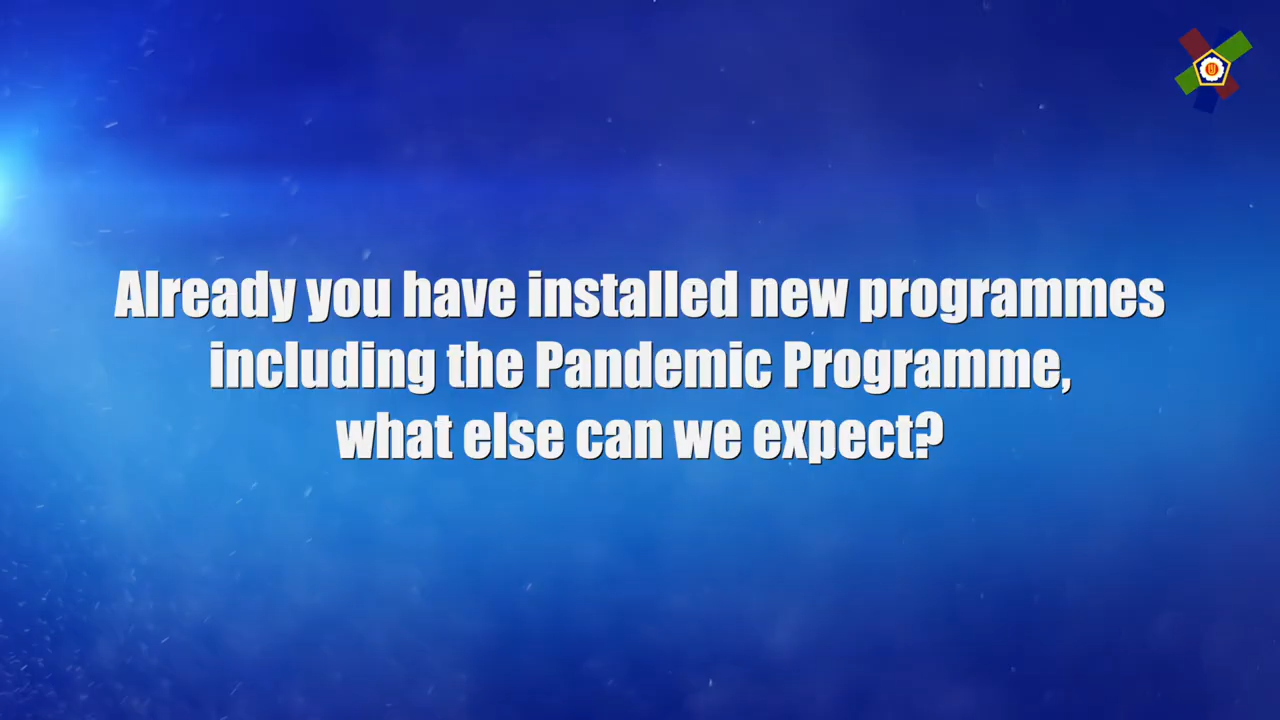 Already you have installed new programmes
including the Pandemic Programme,
what else can we expect?